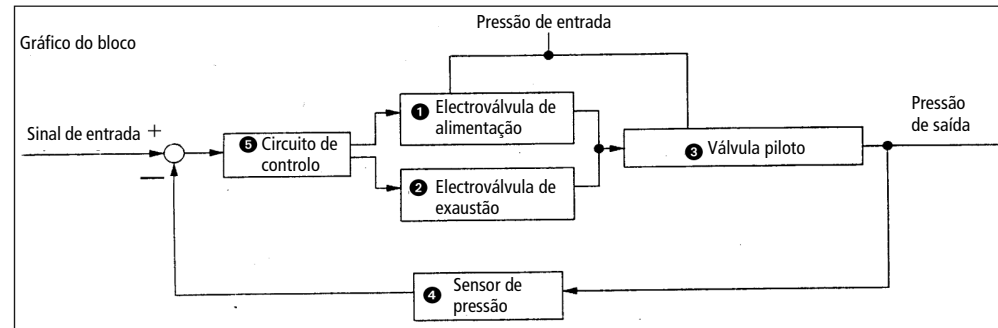 Gráfico do bloco
Pressão de entrada
Sinal de entrada +
−
❺ Circuito de
controlo
❶ Electroválvula de
alimentação
❷ Electroválvula de
exaustão
❸ Válvula piloto
Pressão
de saída
❹ Sensor de
pressão